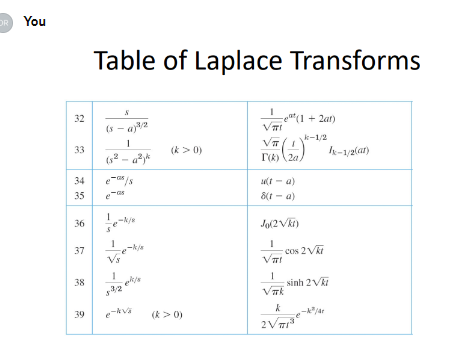 DR You
Table of Laplace Transforms
32 s/(s − a)^{3/2} 1/√(πt) e^{at}(1 + 2at)
33 1/(s² − a²)^k (k > 0) √π/Γ(k) (t/2a)^{k−1/2} I_{k−1/2}(at)
34 e^{−as}/s u(t − a)
35 e^{−as} δ(t − a)
36 1/s e^{−k/s} J₀(2√kt)
37 1/√s e^{−k/s} 1/√(πt) cos 2√kt
38 1/s^{3/2} e^{k/s} 1/√(πk) sinh 2√kt
39 e^{−k√s} (k > 0) k/(2√(πt³)) e^{−k²/4t}